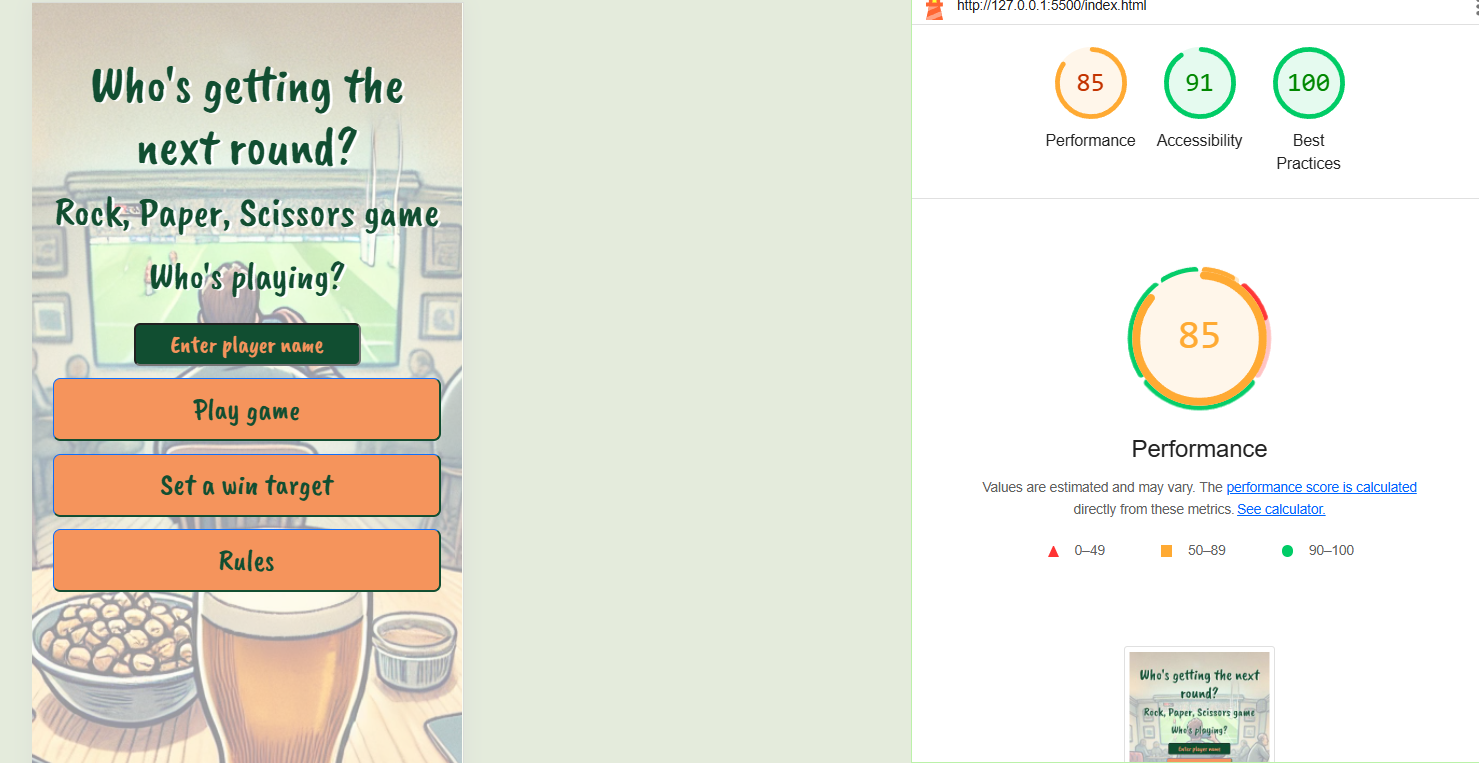 Who's getting the
next round?
Rock, Paper, Scissors game
Who's playing?
Enter player name
Play game
Set a win target
Rules
http://127.0.0.1:5500/index.html
85
91
100
Performance
Accessibility
Best
Practices
85
Performance
Values are estimated and may vary. The performance score is calculated
directly from these metrics. See calculator.
0–49
50–89
90–100
Who's getting the next
round?
Rock, Paper, Scissors game
Who's playing?
Enter player name